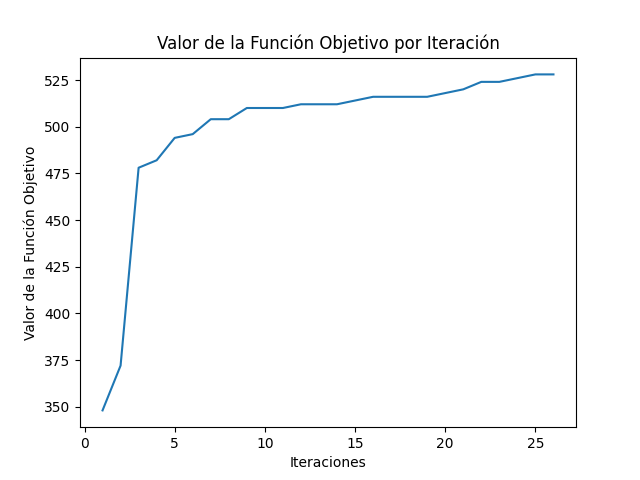 Valor de la Función Objetivo por Iteración
Valor de la Función Objetivo
525
500
475
450
425
400
375
350
0 5 10 15 20 25
Iteraciones